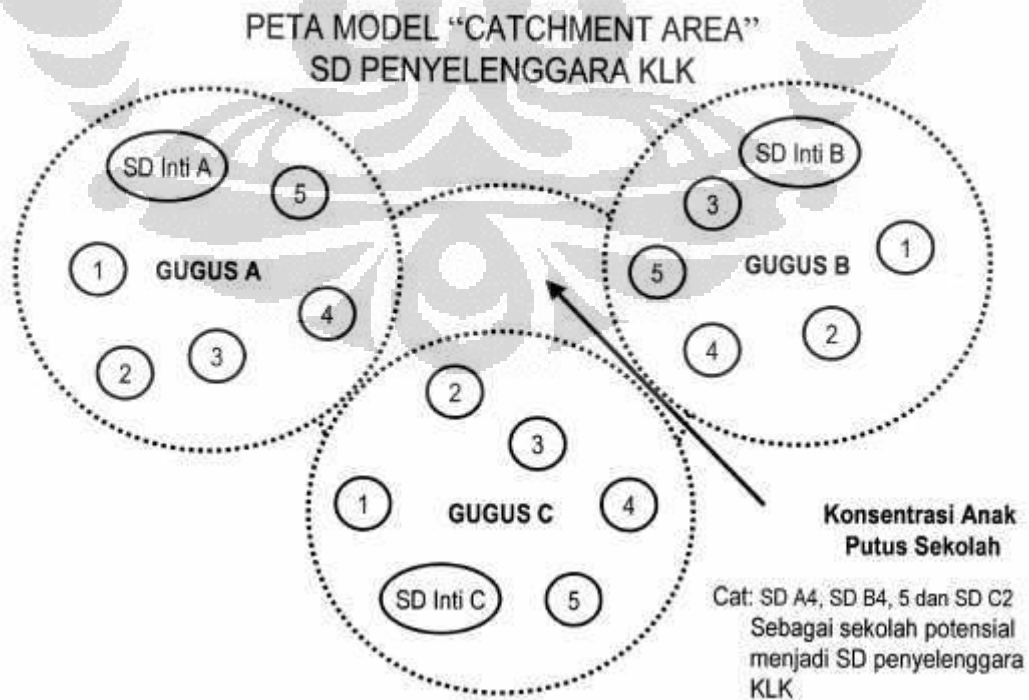 PETA MODEL “CATCHMENT AREA”
SD PENYELENGGARA KLK
SD Inti A
5
1
GUGUS A
4
3
2
SD Inti B
3
1
5
GUGUS B
2
4
2
3
1
GUGUS C
4
SD Inti C
5
Konsentrasi Anak
Putus Sekolah
Cat: SD A4, SD B4, 5 dan SD C2
Sebagai sekolah potensial
menjadi SD penyelenggara
KLK